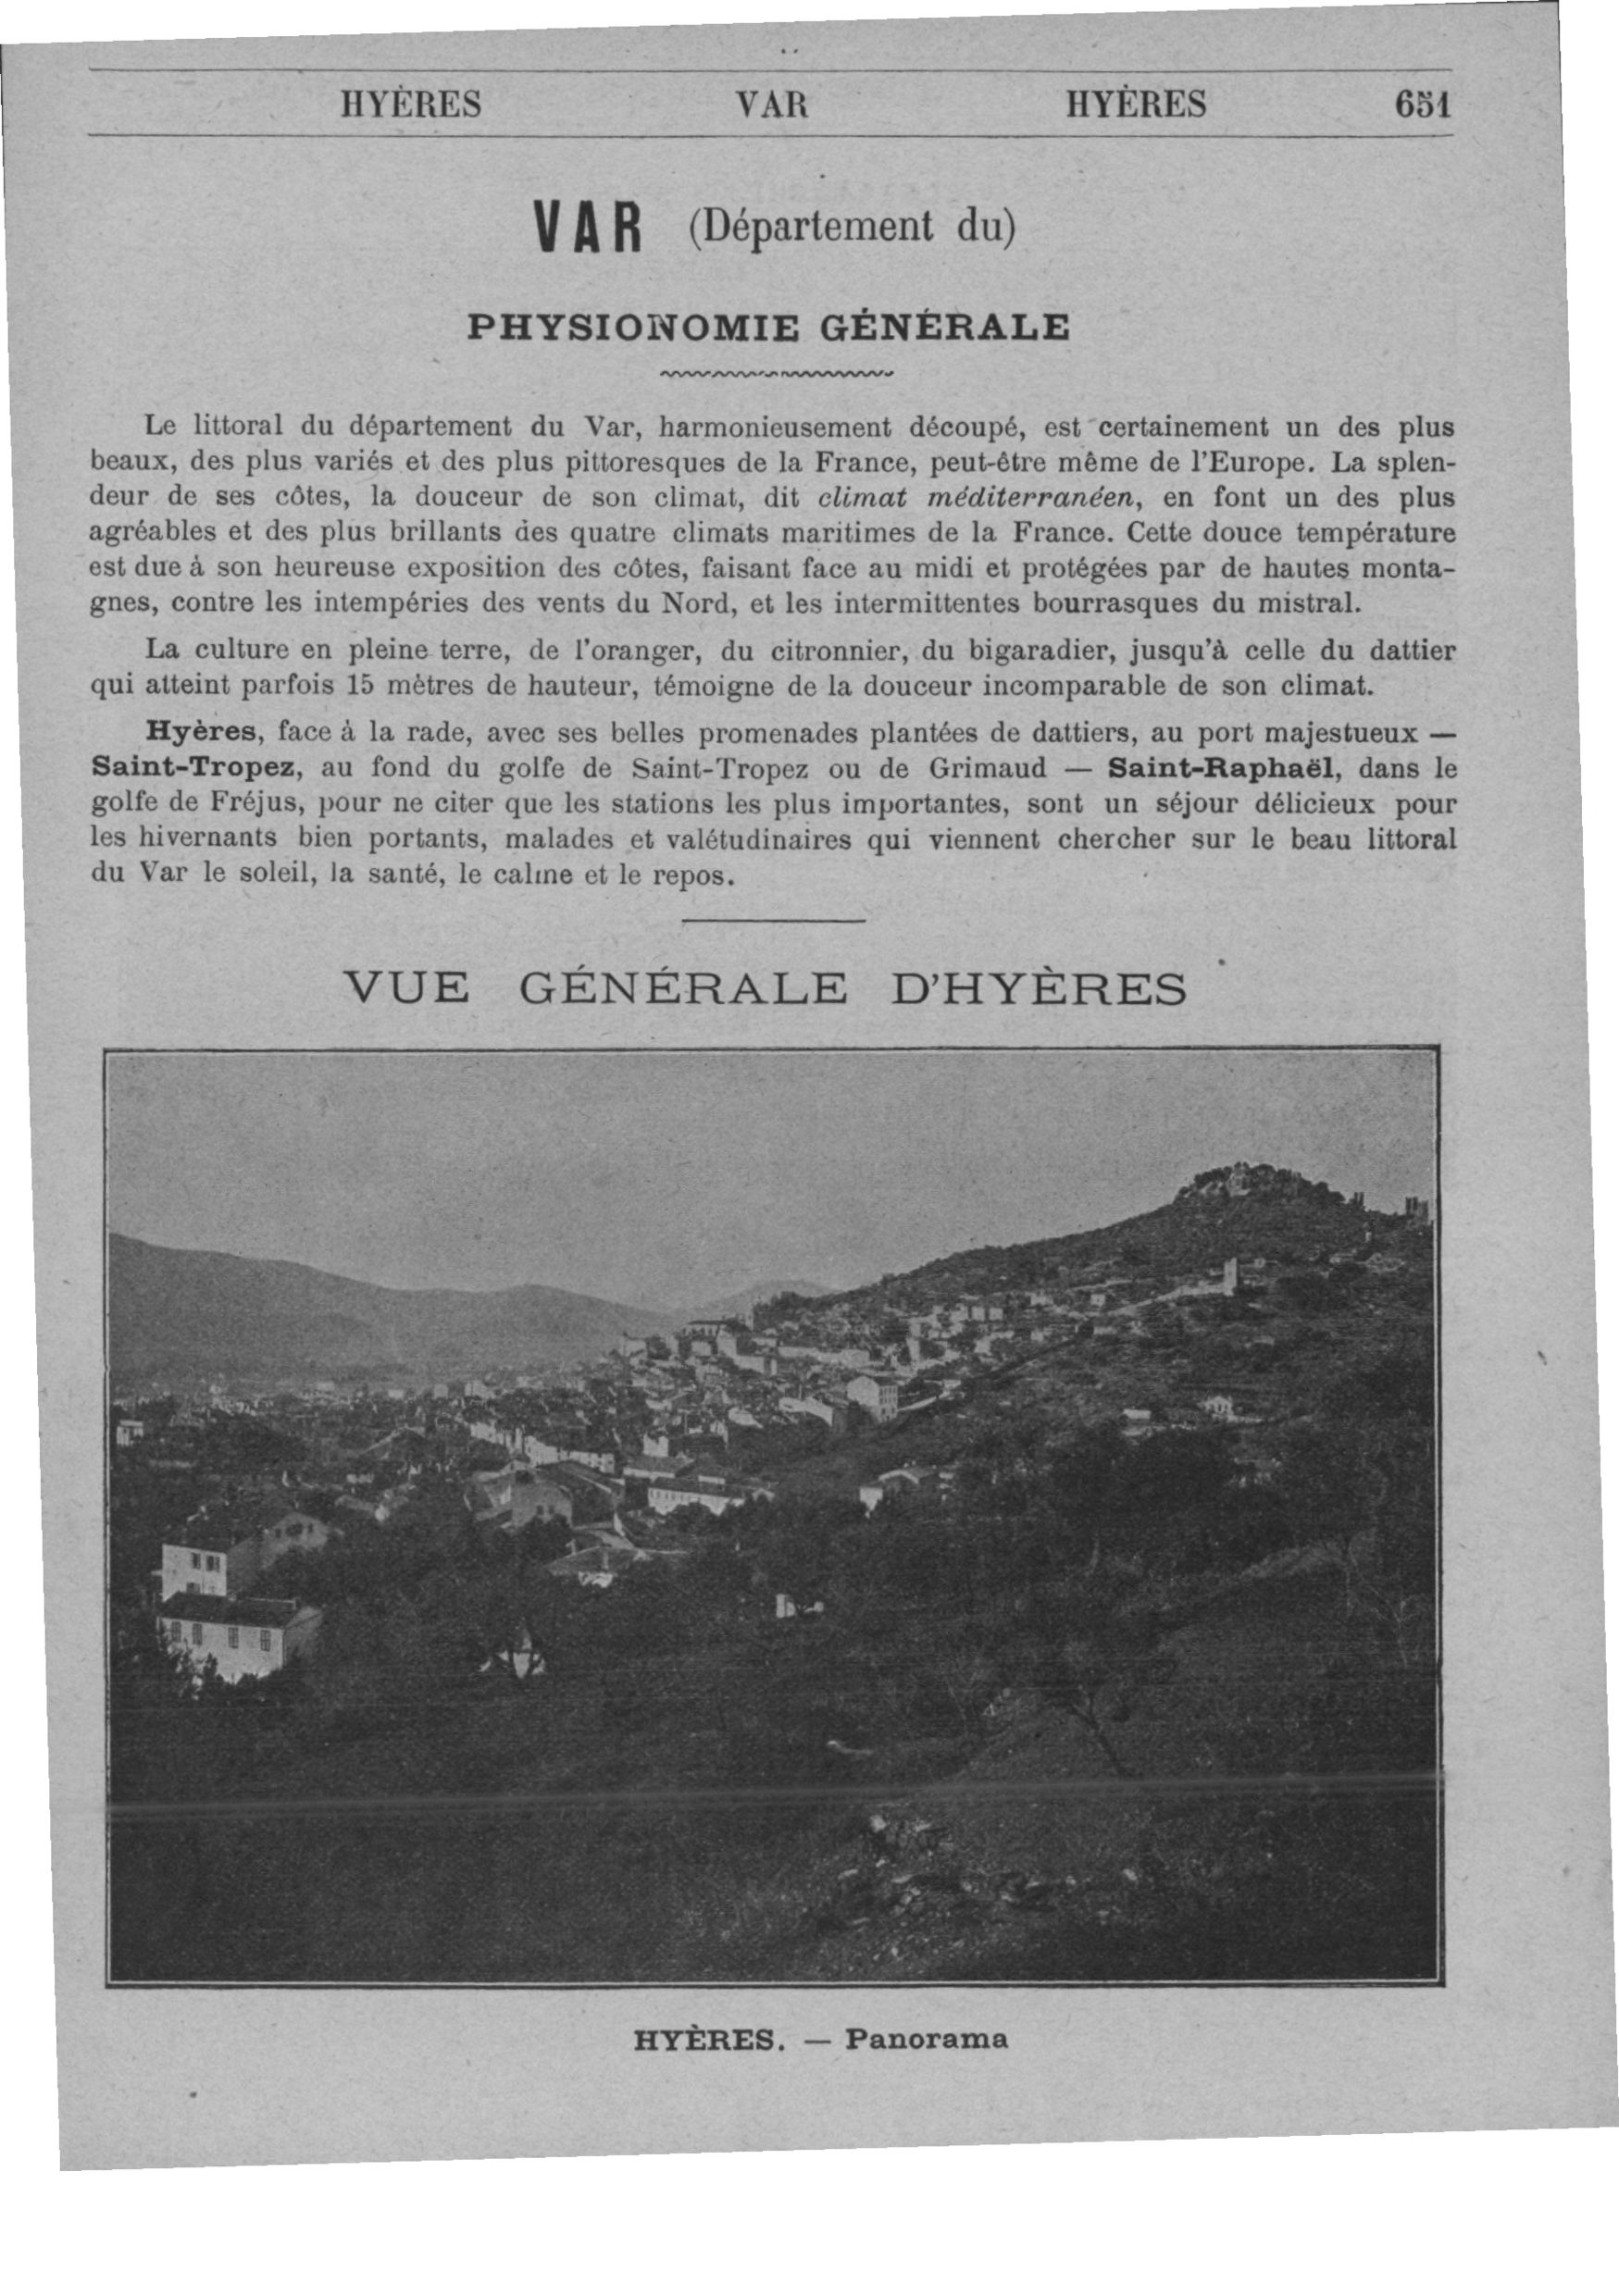 HYÈRES VAR HYÈRES 651
VAR (Département du)
PHYSIONOMIE GÉNÉRALE
Le littoral du département du Var, harmonieusement découpé, est certainement un des plus
beaux, des plus variés et des plus pittoresques de la France, peut-être même de l'Europe. La splen-
deur de ses côtes, la douceur de son climat, dit climat méditerranéen, en font un des plus
agréables et des plus brillants des quatre climats maritimes de la France. Cette douce température
est due à son heureuse exposition des côtes, faisant face au midi et protégées par de hautes monta-
gnes, contre les intempéries des vents du Nord, et les intermittentes bourrasques du mistral.
La culture en pleine terre, de l'oranger, du citronnier, du bigaradier, jusqu'à celle du dattier
qui atteint parfois 15 mètres de hauteur, témoigne de la douceur incomparable de son climat.
Hyères, face à la rade, avec ses belles promenades plantées de dattiers, au port majestueux —
Saint-Tropez, au fond du golfe de Saint-Tropez ou de Grimaud — Saint-Raphaël, dans le
golfe de Fréjus, pour ne citer que les stations les plus importantes, sont un séjour délicieux pour
les hivernants bien portants, malades et valétudinaires qui viennent chercher sur le beau littoral
du Var le soleil, la santé, le calme et le repos.
VUE GÉNÉRALE D'HYÈRES
HYÈRES. — Panorama